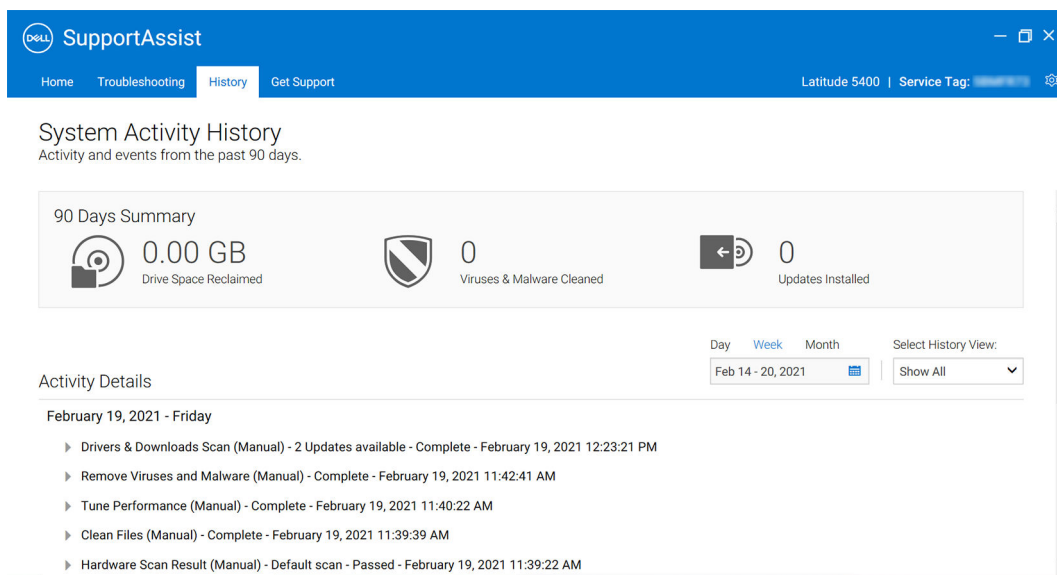 DELL SupportAssist
Home Troubleshooting History Get Support Latitude 5400 | Service Tag:
System Activity History
Activity and events from the past 90 days.
90 Days Summary
0.00 GB
Drive Space Reclaimed
0
Viruses & Malware Cleaned
0
Updates Installed
Day Week Month Select History View:
Feb 14 - 20, 2021 Show All
Activity Details
February 19, 2021 - Friday
Drivers & Downloads Scan (Manual) - 2 Updates available - Complete - February 19, 2021 12:23:21 PM
Remove Viruses and Malware (Manual) - Complete - February 19, 2021 11:42:41 AM
Tune Performance (Manual) - Complete - February 19, 2021 11:40:22 AM
Clean Files (Manual) - Complete - February 19, 2021 11:39:39 AM
Hardware Scan Result (Manual) - Default scan - Passed - February 19, 2021 11:39:22 AM